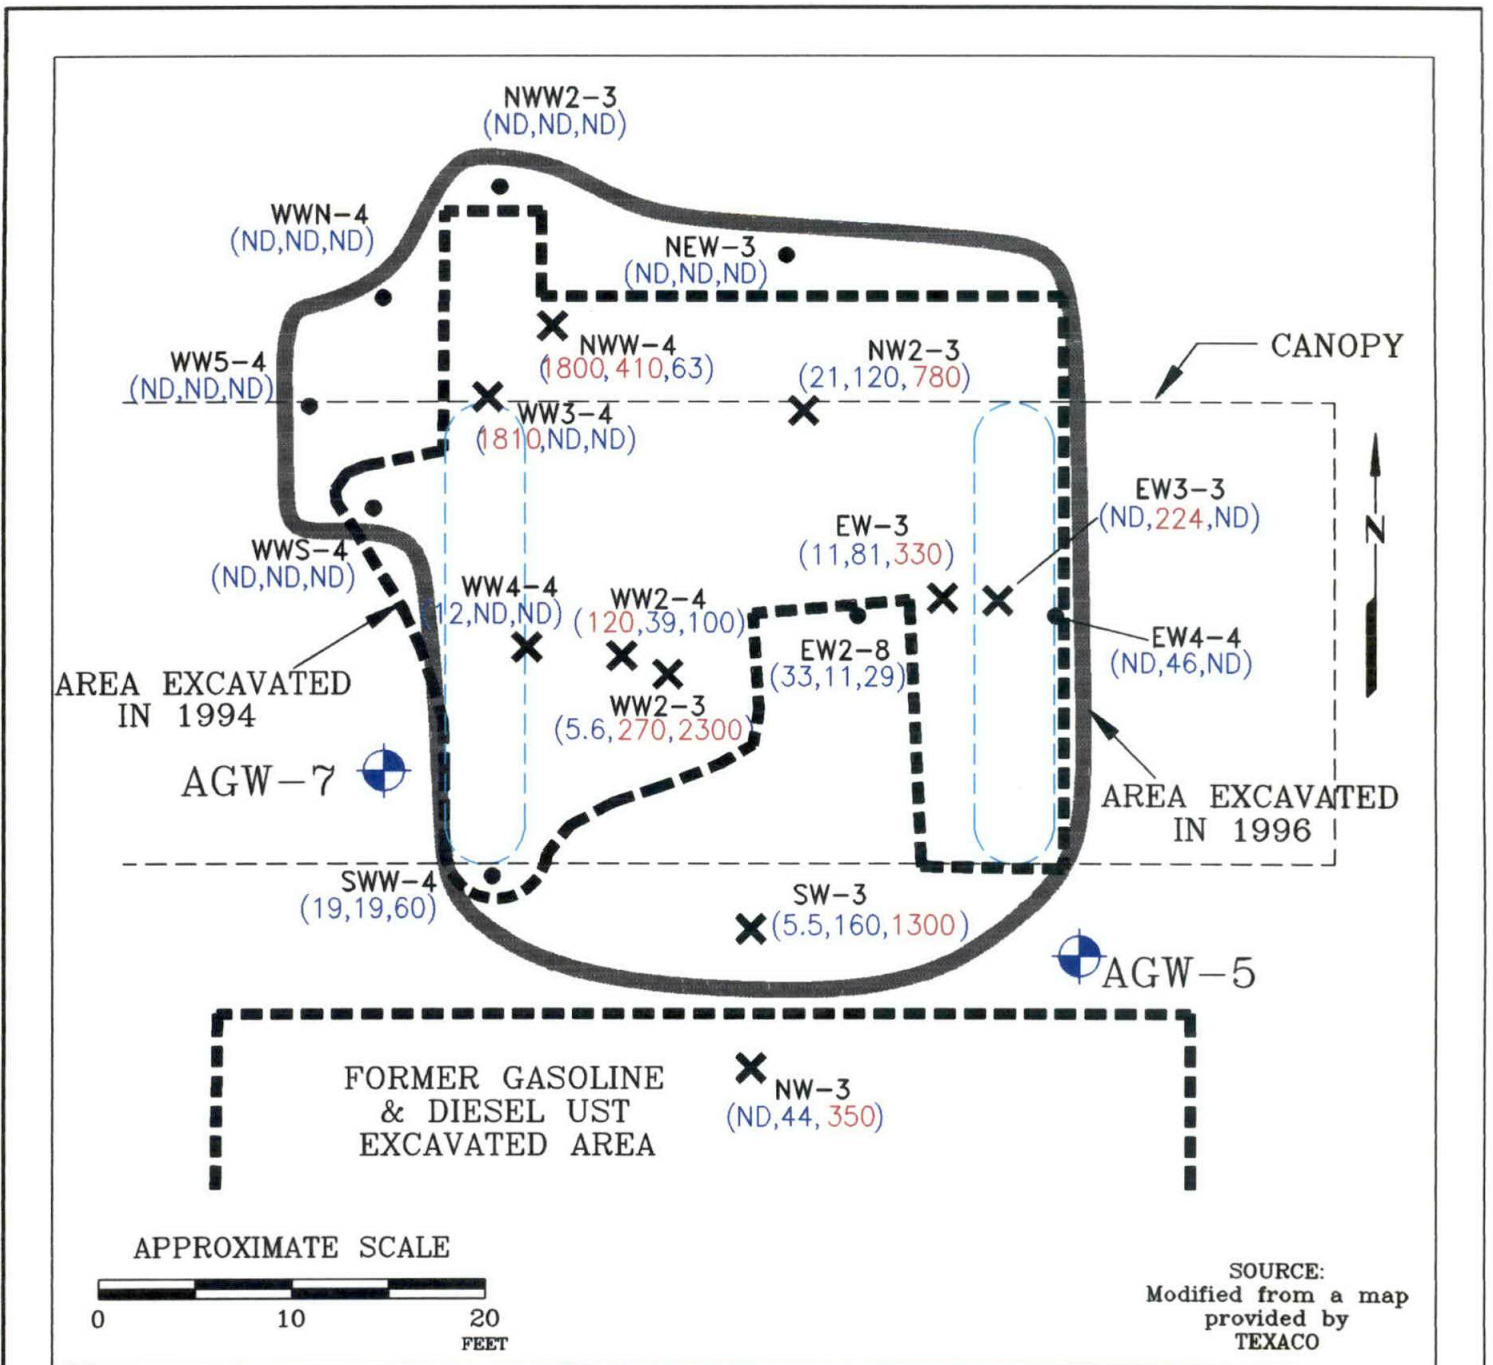 NWW2-3
(ND,ND,ND)
WWN-4
(ND,ND,ND)
NEW-3
(ND,ND,ND)
NWW-4
(1800,410,63)
NW2-3
(21,120,780)
CANOPY
WW5-4
(ND,ND,ND)
WW3-4
(1810,ND,ND)
EW3-3
(ND,224,ND)
EW-3
(11,81,330)
N
WWS-4
(ND,ND,ND)
WW4-4
(12,ND,ND)
WW2-4
(120,39,100)
EW2-8
(33,11,29)
EW4-4
(ND,46,ND)
WW2-3
(5.6,270,2300)
AREA EXCAVATED
IN 1994
AGW-7
AREA EXCAVATED
IN 1996
SWW-4
(19,19,60)
SW-3
(5.5,160,1300)
AGW-5
FORMER GASOLINE
& DIESEL UST
EXCAVATED AREA
NW-3
(ND,44, 350)
APPROXIMATE SCALE
0 10 20
FEET
SOURCE:
Modified from a map
provided by
TEXACO